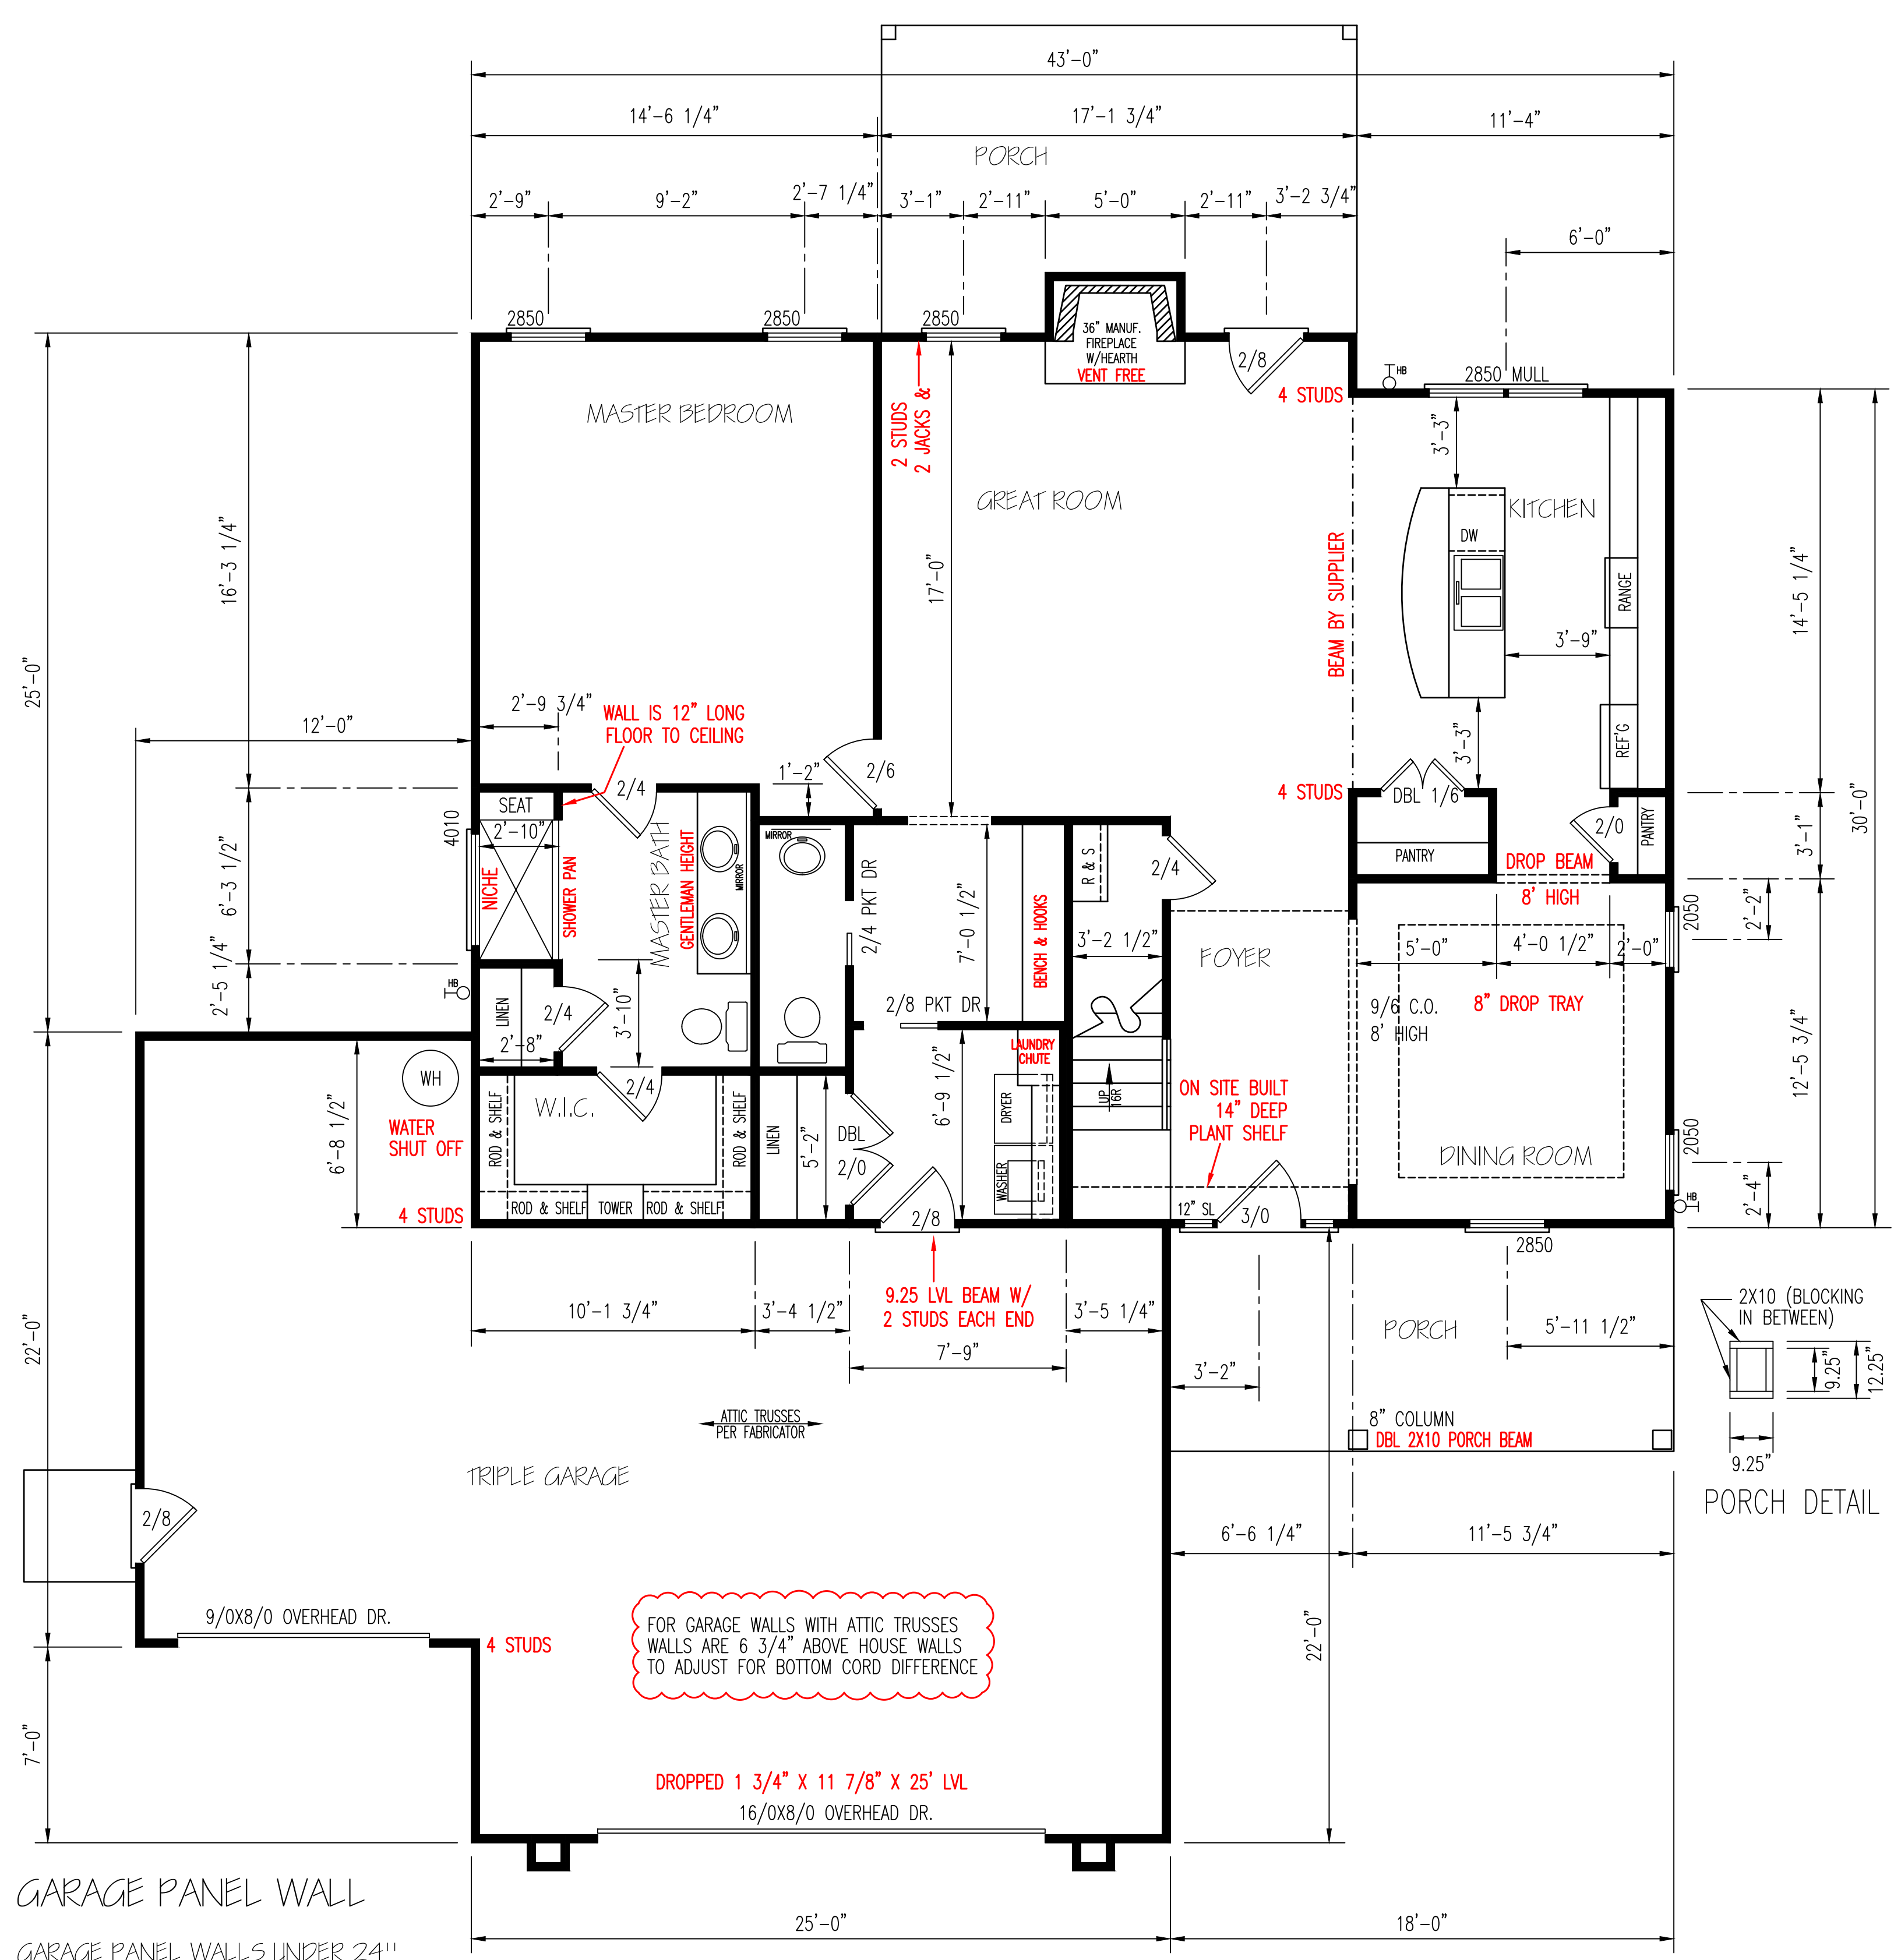 43'-0"
14'-6 1/4"
17'-1 3/4"
11'-4"
PORCH
2'-9"
9'-2"
2'-7 1/4"
3'-1"
2'-11"
5'-0"
2'-11"
3'-2 3/4"
6'-0"
2850
2850
2850
36" MANUF.
FIREPLACE
W/HEARTH
VENT FREE
2/8
HB
2850 MULL
4 STUDS
2 STUDS
2 JACKS &
MASTER BEDROOM
GREAT ROOM
KITCHEN
3'-3"
DW
RANGE
3'-9"
REF'G
3'-3"
BEAM BY SUPPLIER
17'-0"
16'-3 1/4"
25'-0"
14'-5 1/4"
30'-0"
12'-0"
2'-9 3/4"
WALL IS 12" LONG
FLOOR TO CEILING
2/6
1'-2"
4 STUDS
DBL 1/6
PANTRY
2/0
PANTRY
3'-1"
DROP BEAM
8' HIGH
SEAT
2/4
2'-10"
4010
NICHE
SHOWER PAN
MASTER BATH
GENTLEMAN HEIGHT
MIRROR
MIRROR
2/4 PKT DR
7'-0 1/2"
BENCH & HOOKS
R & S
2/4
3'-2 1/2"
FOYER
5'-0"
4'-0 1/2"
2'-0"
2050
2'-2"
6'-3 1/2"
2'-5 1/4"
HB
LINEN
2/4
2'-8"
3'-10"
2/8 PKT DR
9/6 C.O.
8' HIGH
8" DROP TRAY
12'-5 3/4"
LAUNDRY
CHUTE
WH
WATER
SHUT OFF
6'-8 1/2"
4 STUDS
2/4
W.I.C.
ROD & SHELF
ROD & SHELF
ROD & SHELF
TOWER
ROD & SHELF
LINEN
5'-2"
DBL
2/0
6'-9 1/2"
DRYER
WASHER
UP
16R
ON SITE BUILT
14" DEEP
PLANT SHELF
DINING ROOM
2050
2'-4"
HB
2/8
12" SL
3/0
2850
10'-1 3/4"
3'-4 1/2"
9.25 LVL BEAM W/
2 STUDS EACH END
3'-5 1/4"
7'-9"
3'-2"
PORCH
5'-11 1/2"
2X10 (BLOCKING
IN BETWEEN)
9.25"
12.25"
9.25"
PORCH DETAIL
8" COLUMN
DBL 2X10 PORCH BEAM
22'-0"
ATTIC TRUSSES
PER FABRICATOR
TRIPLE GARAGE
2/8
6'-6 1/4"
11'-5 3/4"
9/0X8/0 OVERHEAD DR.
4 STUDS
FOR GARAGE WALLS WITH ATTIC TRUSSES
WALLS ARE 6 3/4" ABOVE HOUSE WALLS
TO ADJUST FOR BOTTOM CORD DIFFERENCE
22'-0"
7'-0"
DROPPED 1 3/4" X 11 7/8" X 25' LVL
16/0X8/0 OVERHEAD DR.
GARAGE PANEL WALL
25'-0"
18'-0"
GARAGE PANEL WALLS UNDER 24"